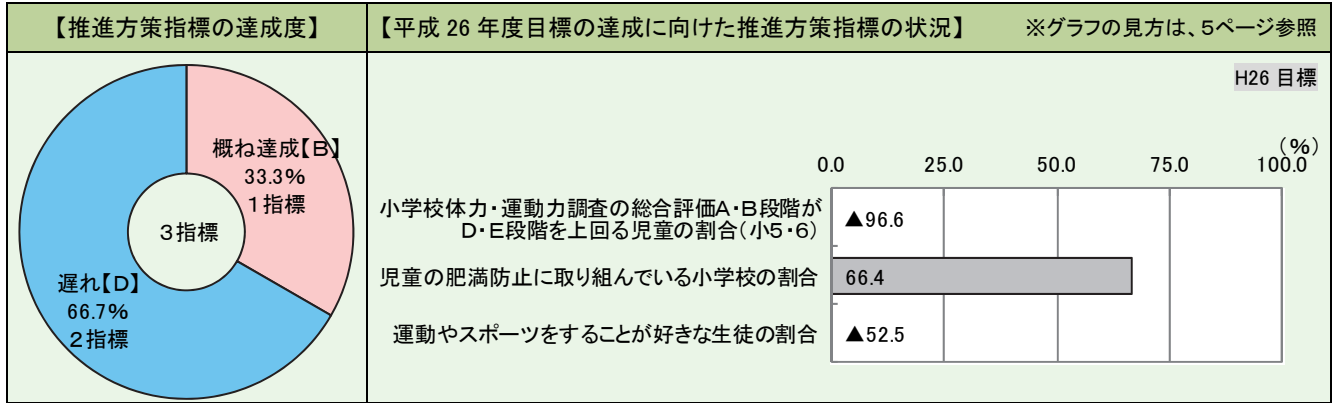 【推進方策指標の達成度】
【平成 26 年度目標の達成に向けた推進方策指標の状況】 ※グラフの見方は、5ページ参照
概ね達成【B】
33.3%
1指標
3指標
遅れ【D】
66.7%
2指標
H26 目標
(%)
0.0 25.0 50.0 75.0 100.0
小学校体力・運動力調査の総合評価A・B段階が
D・E段階を上回る児童の割合(小5・6)
▲96.6
児童の肥満防止に取り組んでいる小学校の割合
66.4
運動やスポーツをすることが好きな生徒の割合
▲52.5